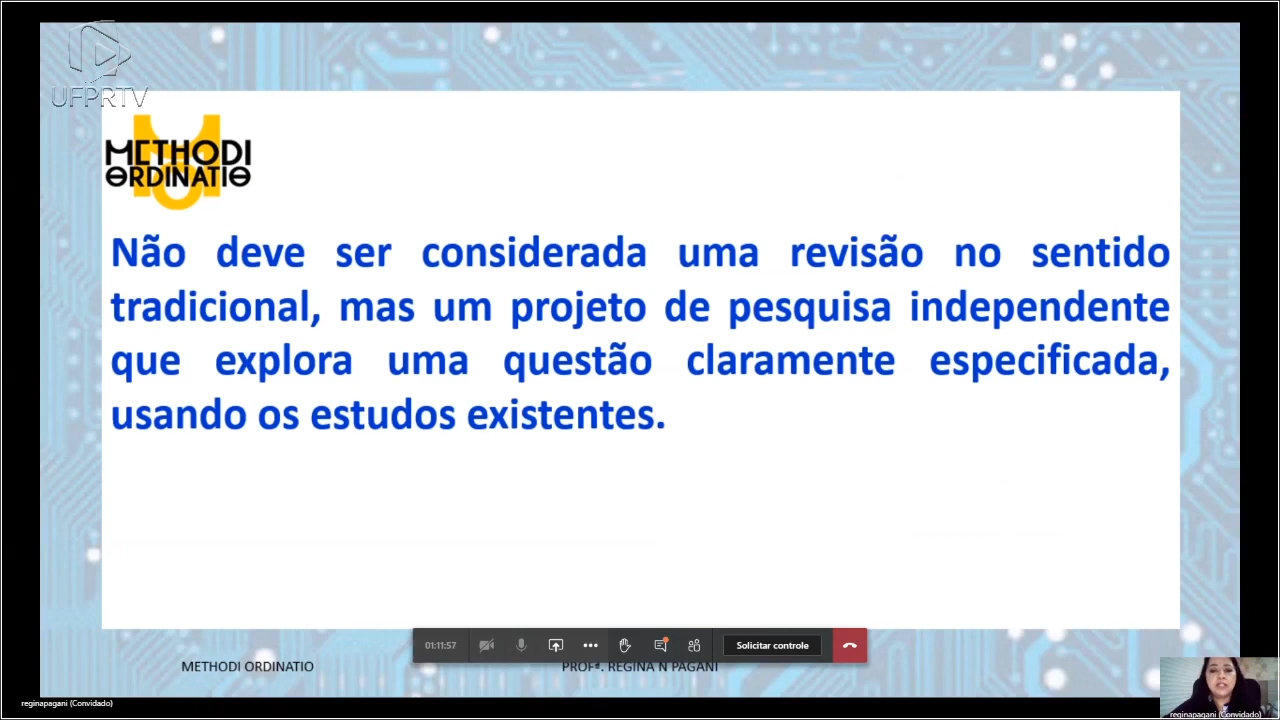 UFPRTV
METHODI
ORDINATIO
Não deve ser considerada uma revisão no sentido
tradicional, mas um projeto de pesquisa independente
que explora uma questão claramente especificada,
usando os estudos existentes.
01:11:57
Solicitar controle
METHODI ORDINATIO
PROFª. REGINA N PAGANI
reginapagani (Convidado)
reginapagani (Convidado)